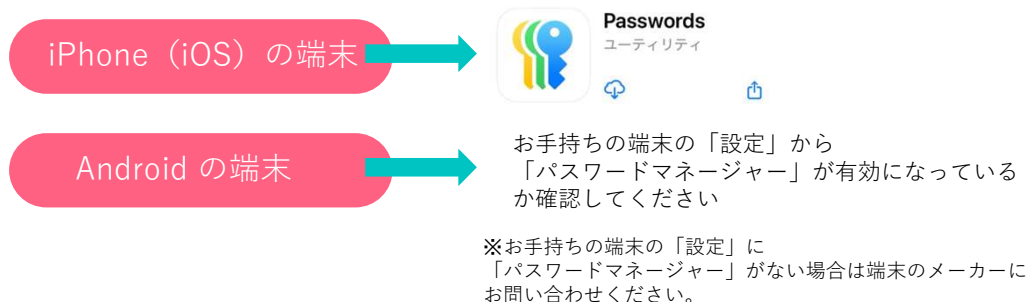 iPhone（iOS）の端末
Passwords
ユーティリティ
Android の端末
お手持ちの端末の「設定」から
「パスワードマネージャー」が有効になっている
か確認してください
※お手持ちの端末の「設定」に
「パスワードマネージャー」がない場合は端末のメーカーに
お問い合わせください。